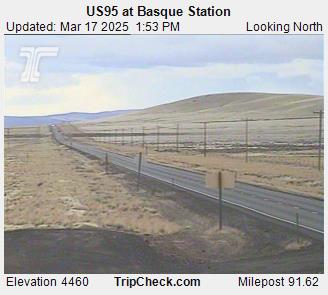 US95 at Basque Station
Updated: Mar 17 2025 1:53 PM Looking North
Elevation 4460 TripCheck.com Milepost 91.62